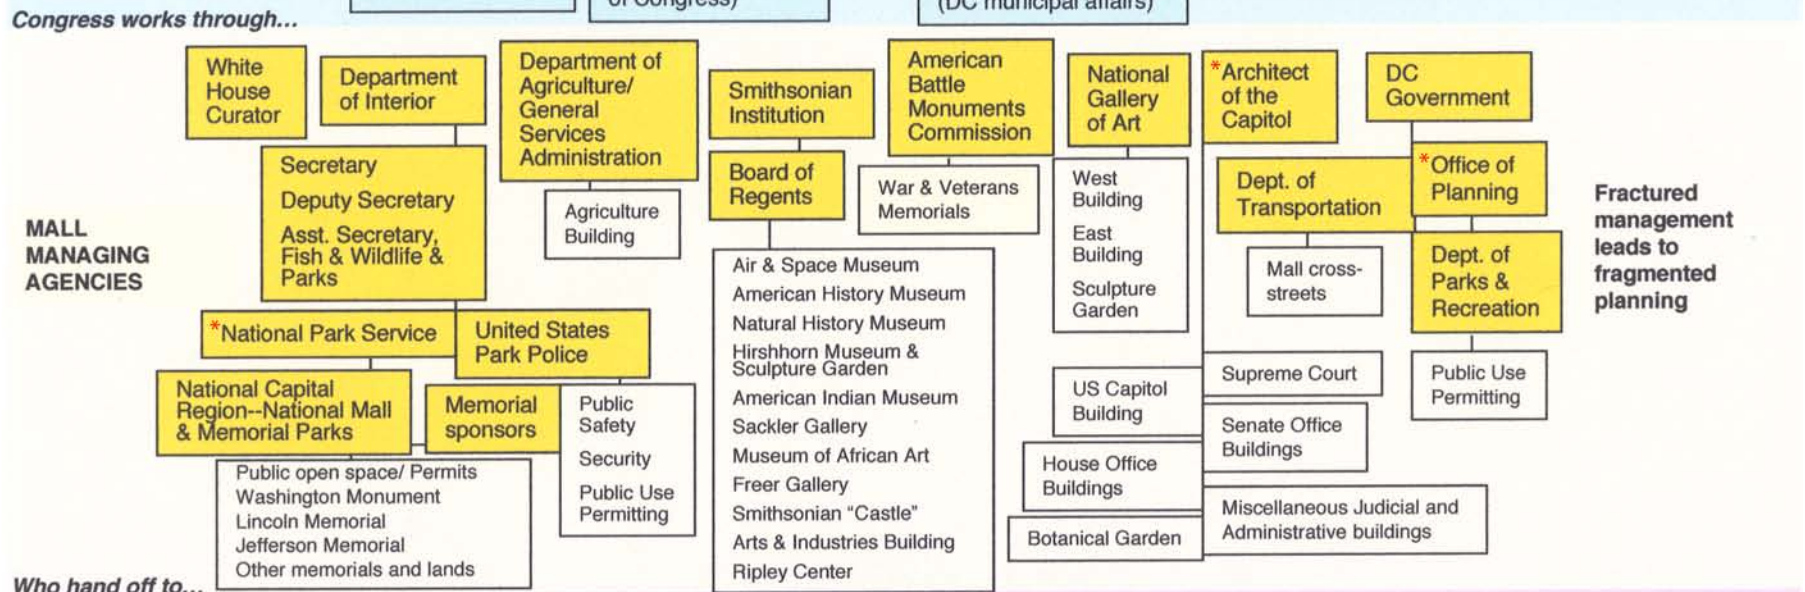 of Congress)
(DC municipal affairs)
Congress works through...
White
House
Curator
Department
of Interior
Department of
Agriculture/
General
Services
Administration
Smithsonian
Institution
American
Battle
Monuments
Commission
National
Gallery
of Art
*Architect
of the
Capitol
DC
Government
MALL
MANAGING
AGENCIES
Secretary
Deputy Secretary
Asst. Secretary,
Fish & Wildlife &
Parks
Agriculture
Building
Board of
Regents
War & Veterans
Memorials
West
Building
East
Building
Sculpture
Garden
Dept. of
Transportation
*Office of
Planning
Mall cross-
streets
Dept. of
Parks &
Recreation
Fractured
management
leads to
fragmented
planning
*National Park Service
United States
Park Police
National Capital
Region--National Mall
& Memorial Parks
Memorial
sponsors
Public
Safety
Security
Public Use
Permitting
Public open space/ Permits
Washington Monument
Lincoln Memorial
Jefferson Memorial
Other memorials and lands
Air & Space Museum
American History Museum
Natural History Museum
Hirshhorn Museum &
Sculpture Garden
American Indian Museum
Sackler Gallery
Museum of African Art
Freer Gallery
Smithsonian “Castle”
Arts & Industries Building
Ripley Center
US Capitol
Building
House Office
Buildings
Botanical Garden
Supreme Court
Senate Office
Buildings
Miscellaneous Judicial and
Administrative buildings
Public Use
Permitting
Who hand off to...